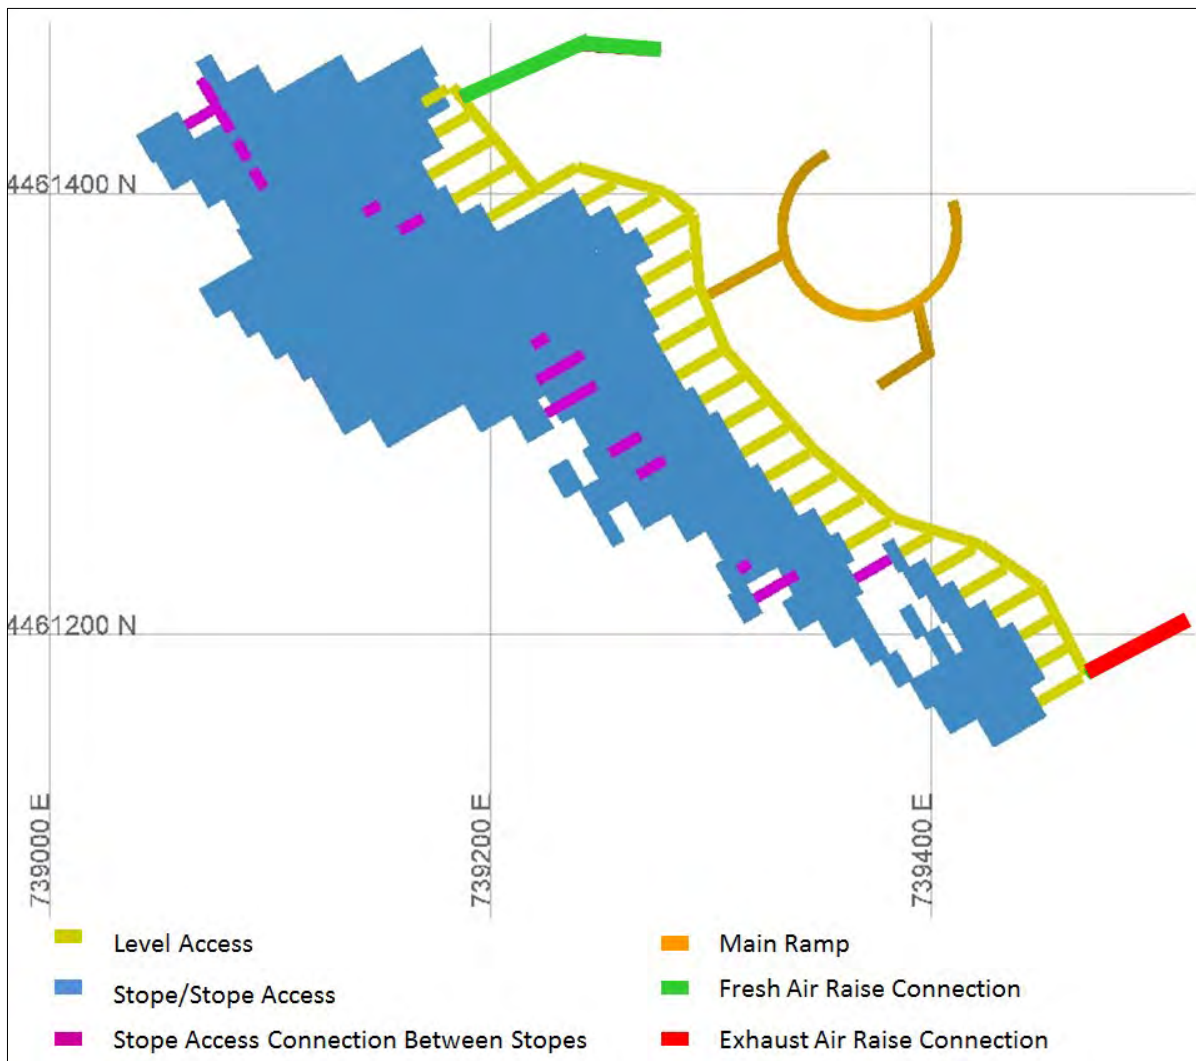 4461400 N
4461200 N
739000 E
739200 E
739400 E
Level Access
Main Ramp
Stope/Stope Access
Fresh Air Raise Connection
Stope Access Connection Between Stopes
Exhaust Air Raise Connection